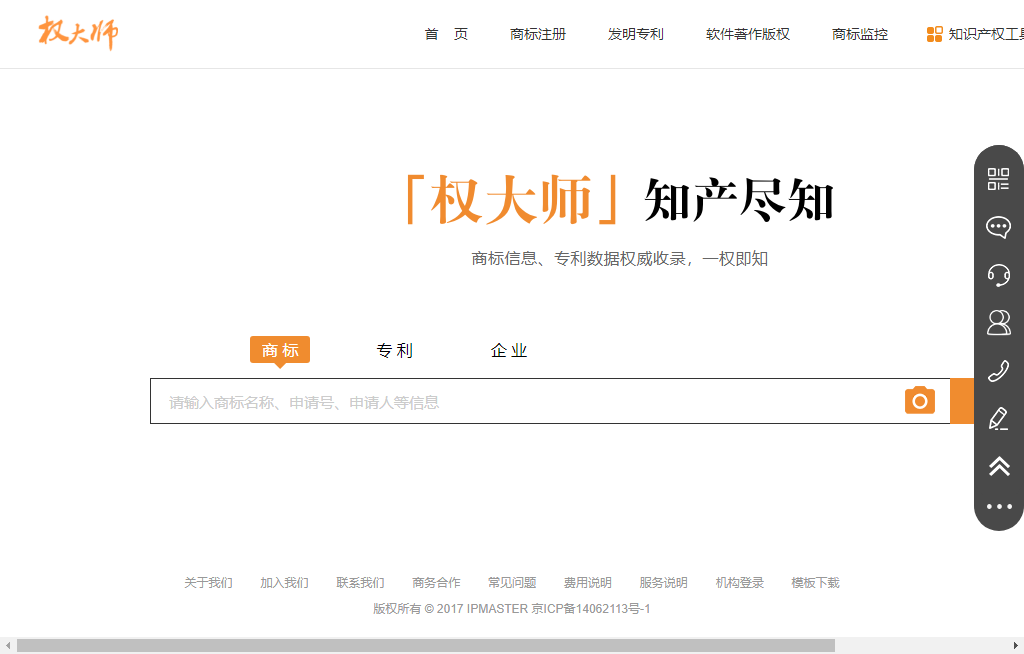 权大师
首 页 商标注册 发明专利 软件著作版权 商标监控 知识产权工具
「权大师」知产尽知
商标信息、专利数据权威收录，一权即知
商标 专利 企业
请输入商标名称、申请号、申请人等信息
关于我们 加入我们 联系我们 商务合作 常见问题 费用说明 服务说明 机构登录 模板下载
版权所有 © 2017 IPMASTER 京ICP备14062113号-1